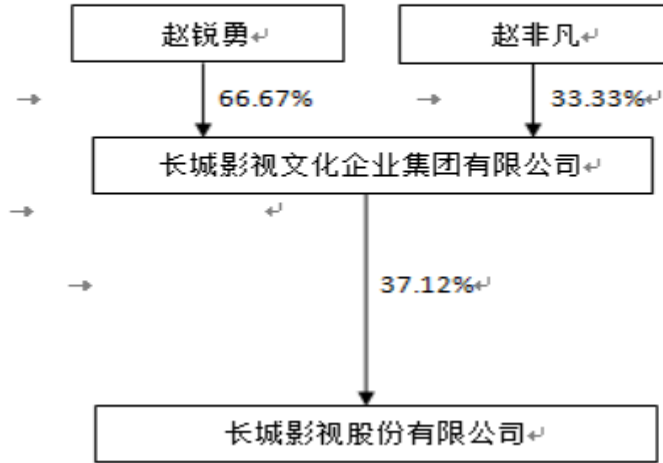 赵锐勇 赵非凡
66.67% 33.33%
长城影视文化企业集团有限公司
37.12%
长城影视股份有限公司